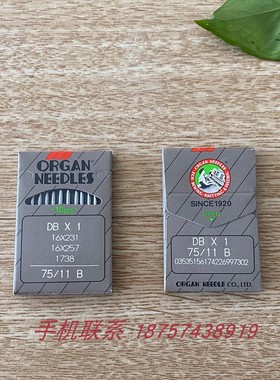 ORGAN
NEEDLES
DB X 1
16X231
16X257
1738
75/11 B
SINCE1920
DB X 1
75/11 B
03535156174226997302
ORGAN NEEDLE CO., LTD.
手机联系 18757438919